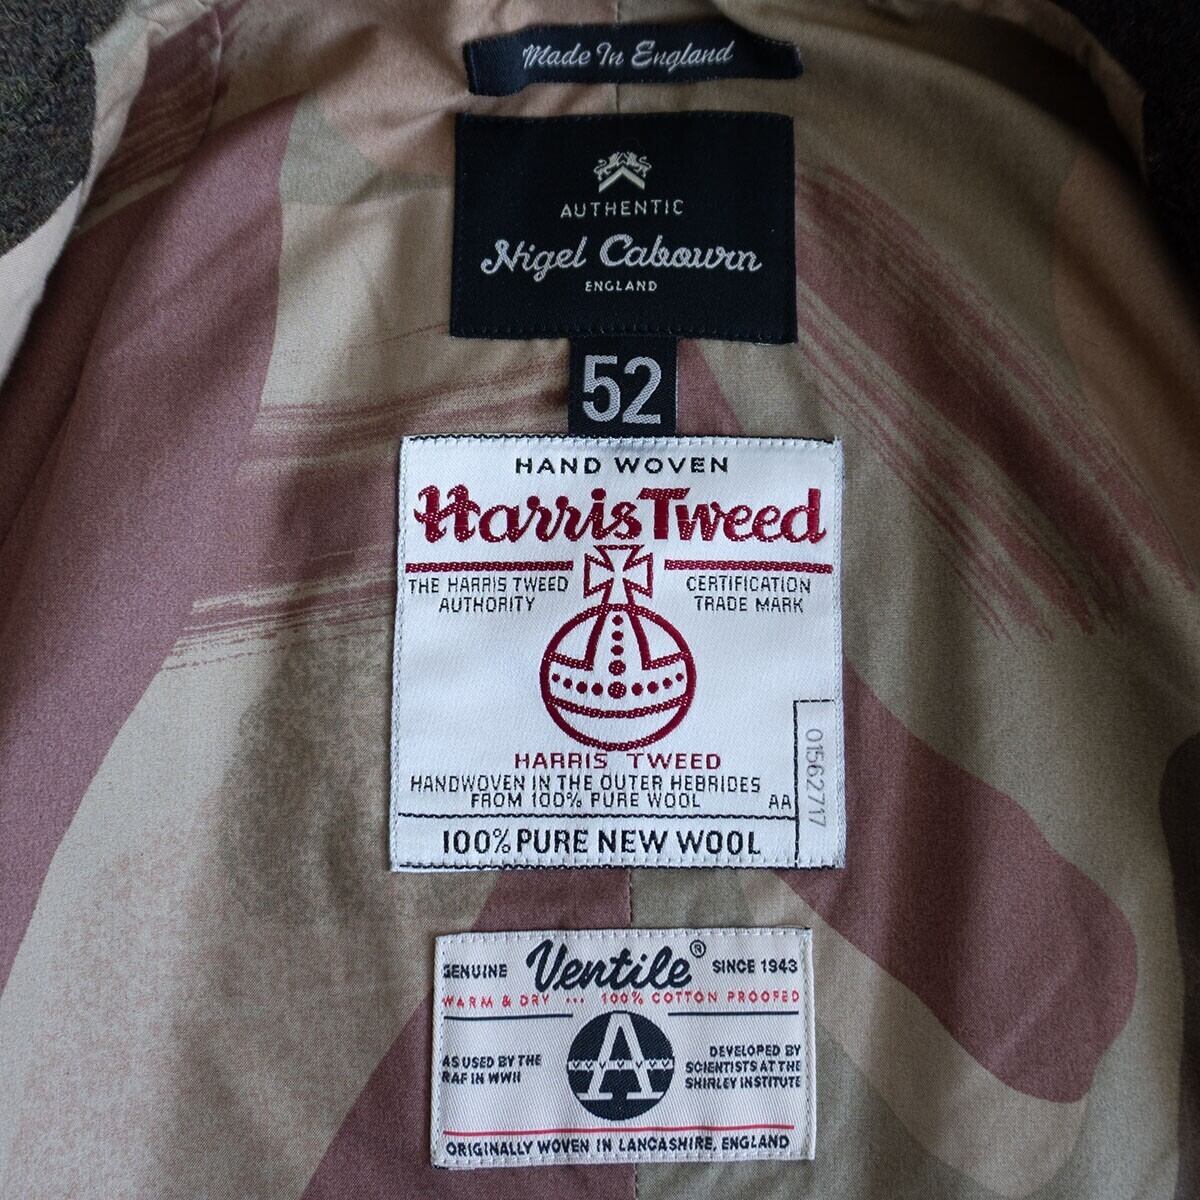 Made In England
AUTHENTIC
Nigel Cabourn
ENGLAND
52
HAND WOVEN
Harris Tweed
THE HARRIS TWEED AUTHORITY
CERTIFICATION TRADE MARK
HARRIS TWEED
HANDWOVEN IN THE OUTER HEBRIDES
FROM 100% PURE WOOL
AA
01562717
100% PURE NEW WOOL
GENUINE Ventile® SINCE 1943
WARM & DRY ... 100% COTTON PROOFED
AS USED BY THE
RAF IN WWII
A
DEVELOPED BY
SCIENTISTS AT THE
SHIRLEY INSTITUTE
ORIGINALLY WOVEN IN LANCASHIRE, ENGLAND